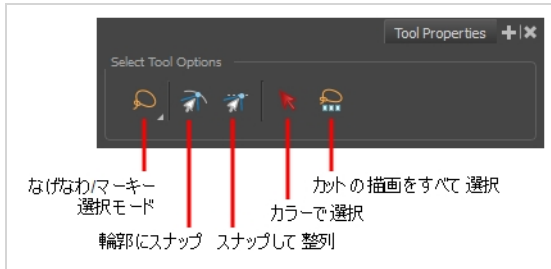 Tool Properties
Select Tool Options
なげなわ/マーキー
選択モード
カットの描画をすべて 選択
カラーで 選択
輪郭にスナップ
スナップして 整列